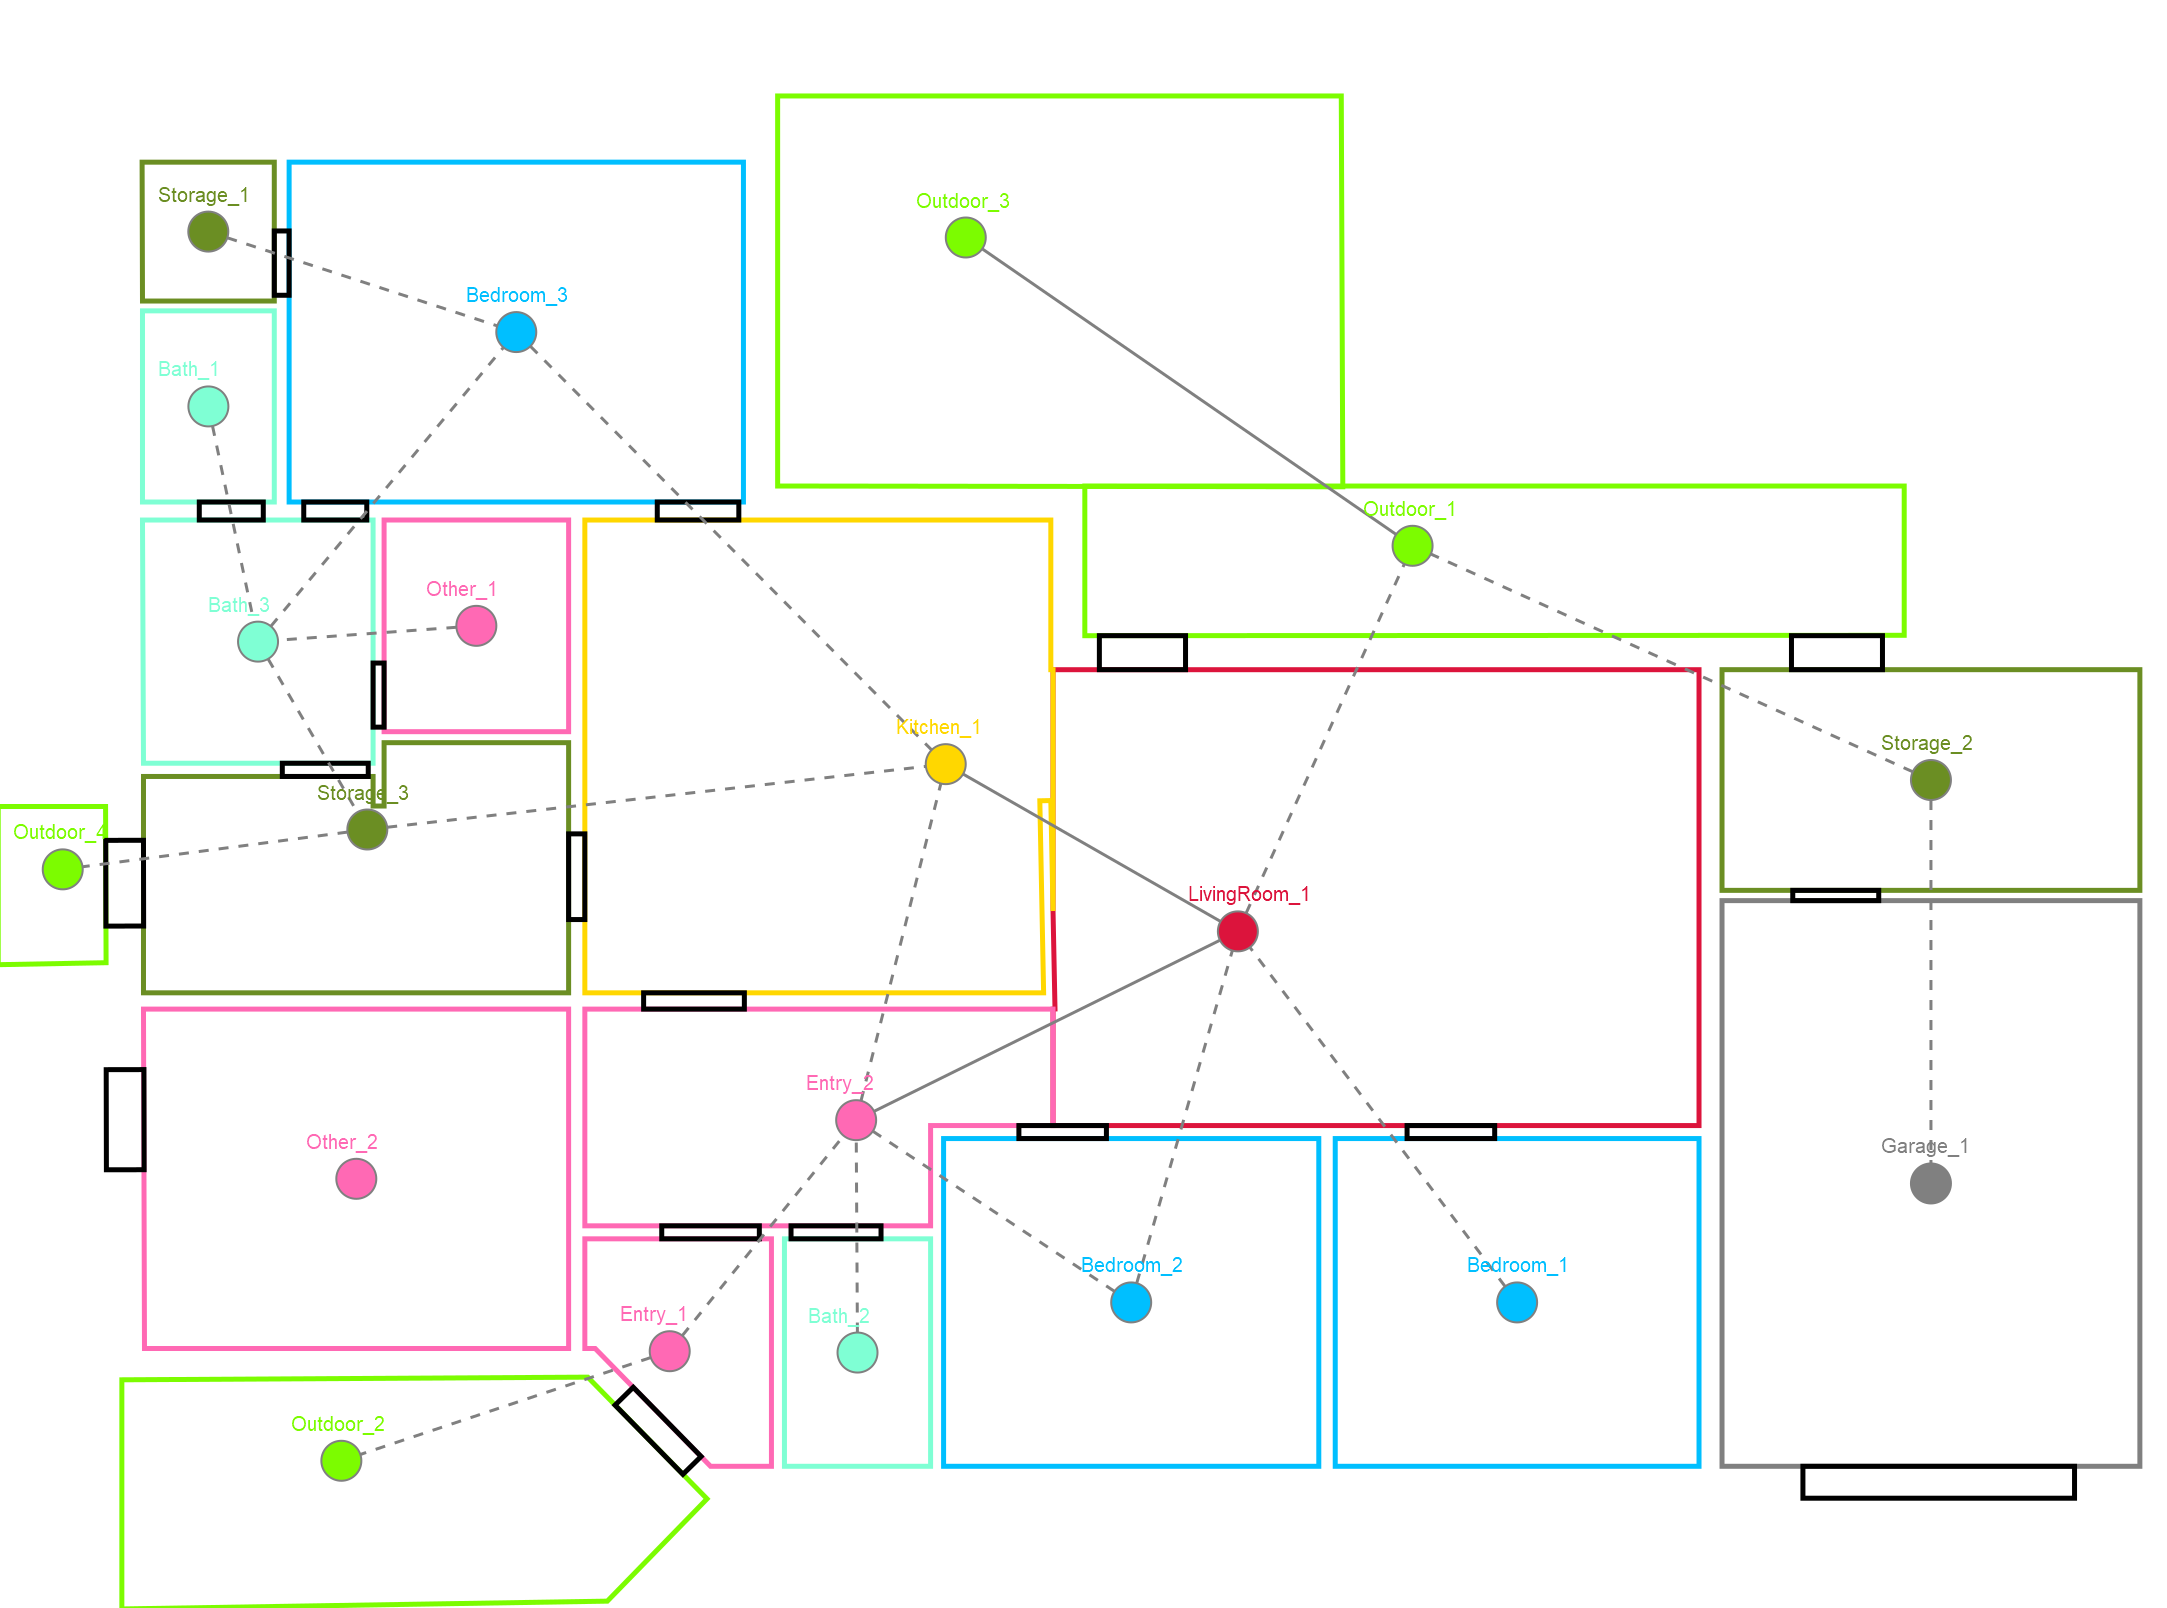 Storage_1
Outdoor_3
Bedroom_3
Bath_1
Outdoor_1
Other_1
Bath_3
Kitchen_1
Storage_2
Storage_3
Outdoor_4
LivingRoom_1
Entry_2
Other_2
Garage_1
Bedroom_2
Bedroom_1
Entry_1
Bath_2
Outdoor_2